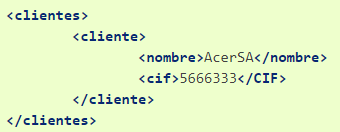 <clientes>
<cliente>
<nombre>AcerSA</nombre>
<cif>5666333</CIF>
</cliente>
</clientes>